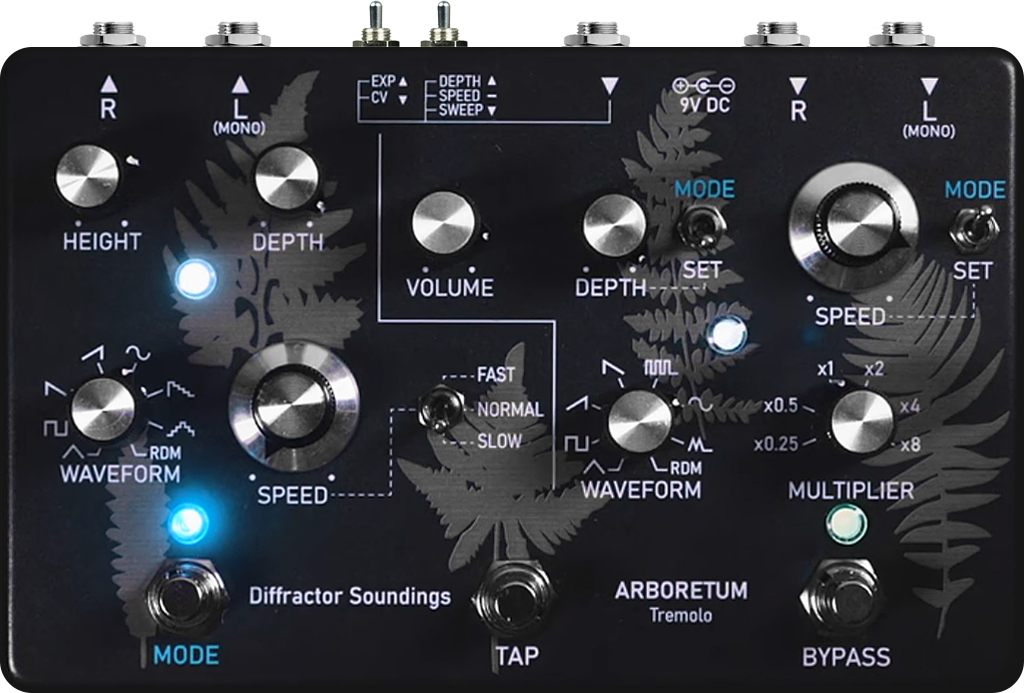 R
L
(MONO)
EXP
CV
DEPTH
SPEED
SWEEP
9V DC
R
L
(MONO)
HEIGHT
DEPTH
VOLUME
MODE
DEPTH
SET
MODE
SET
SPEED
FAST
NORMAL
SLOW
RDM
WAVEFORM
SPEED
RDM
WAVEFORM
x1
x2
x0.5
x4
x0.25
x8
MULTIPLIER
Diffractor Soundings
ARBORETUM
Tremolo
MODE
TAP
BYPASS